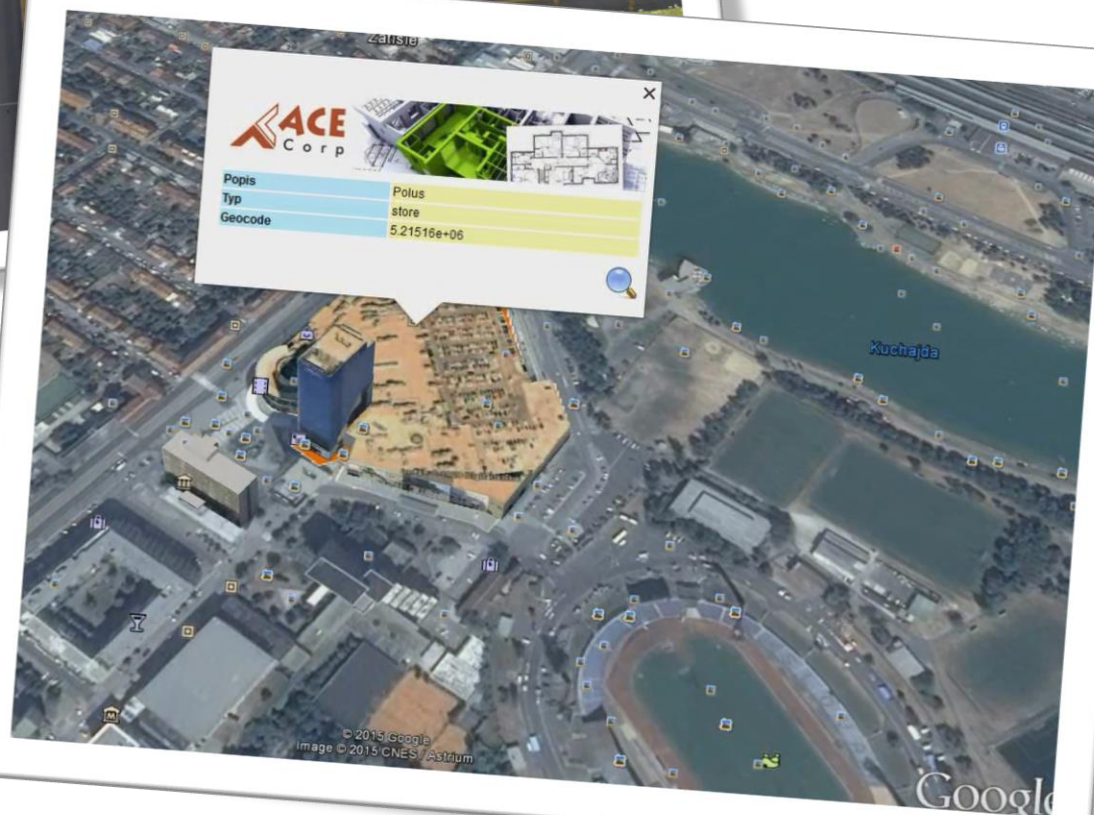 Zátišie
ACE
Corp
Popis Polus
Typ store
Geocode 5.21516e+06
Kuchajda
© 2015 Google
Image © 2015 CNES / Astrium
Google